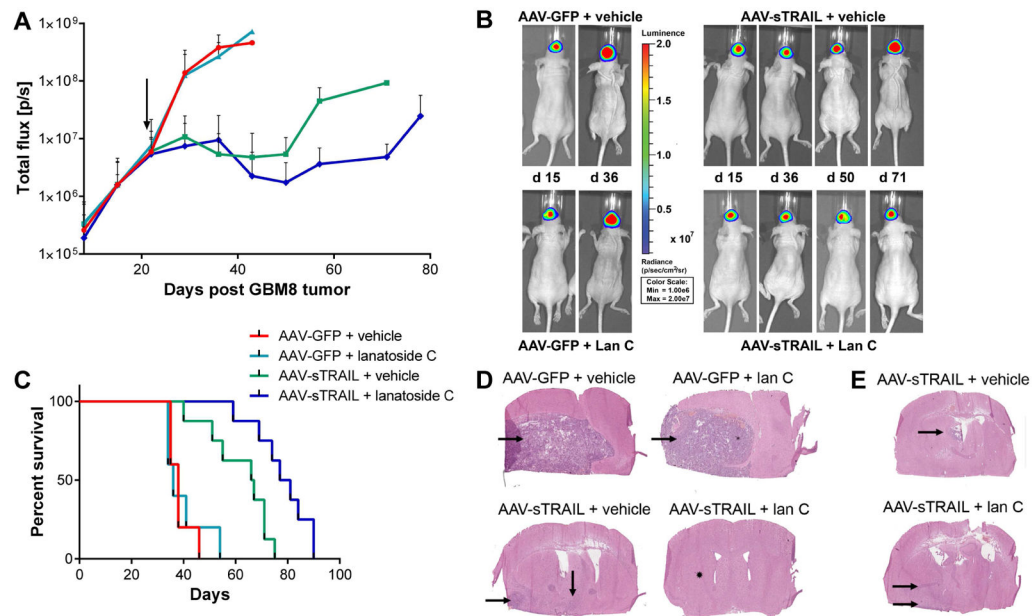 A
Total flux [p/s]
1×10⁹
1×10⁸
1×10⁷
1×10⁶
1×10⁵
20
40
60
80
Days post GBM8 tumor
B
AAV-GFP + vehicle
AAV-sTRAIL + vehicle
Luminence
2.0
1.5
1.0
0.5
x 10⁷
Radiance
(p/sec/cm²/sr)
Color Scale:
Min = 1.00e6
Max = 2.00e7
d 15
d 36
d 15
d 36
d 50
d 71
AAV-GFP + Lan C
AAV-sTRAIL + Lan C
AAV-GFP + vehicle
AAV-GFP + lanatoside C
AAV-sTRAIL + vehicle
AAV-sTRAIL + lanatoside C
C
Percent survival
100
50
0
0
20
40
60
80
100
Days
D
AAV-GFP + vehicle
AAV-GFP + lan C
AAV-sTRAIL + vehicle
AAV-sTRAIL + lan C
*
*
E
AAV-sTRAIL + vehicle
AAV-sTRAIL + lan C